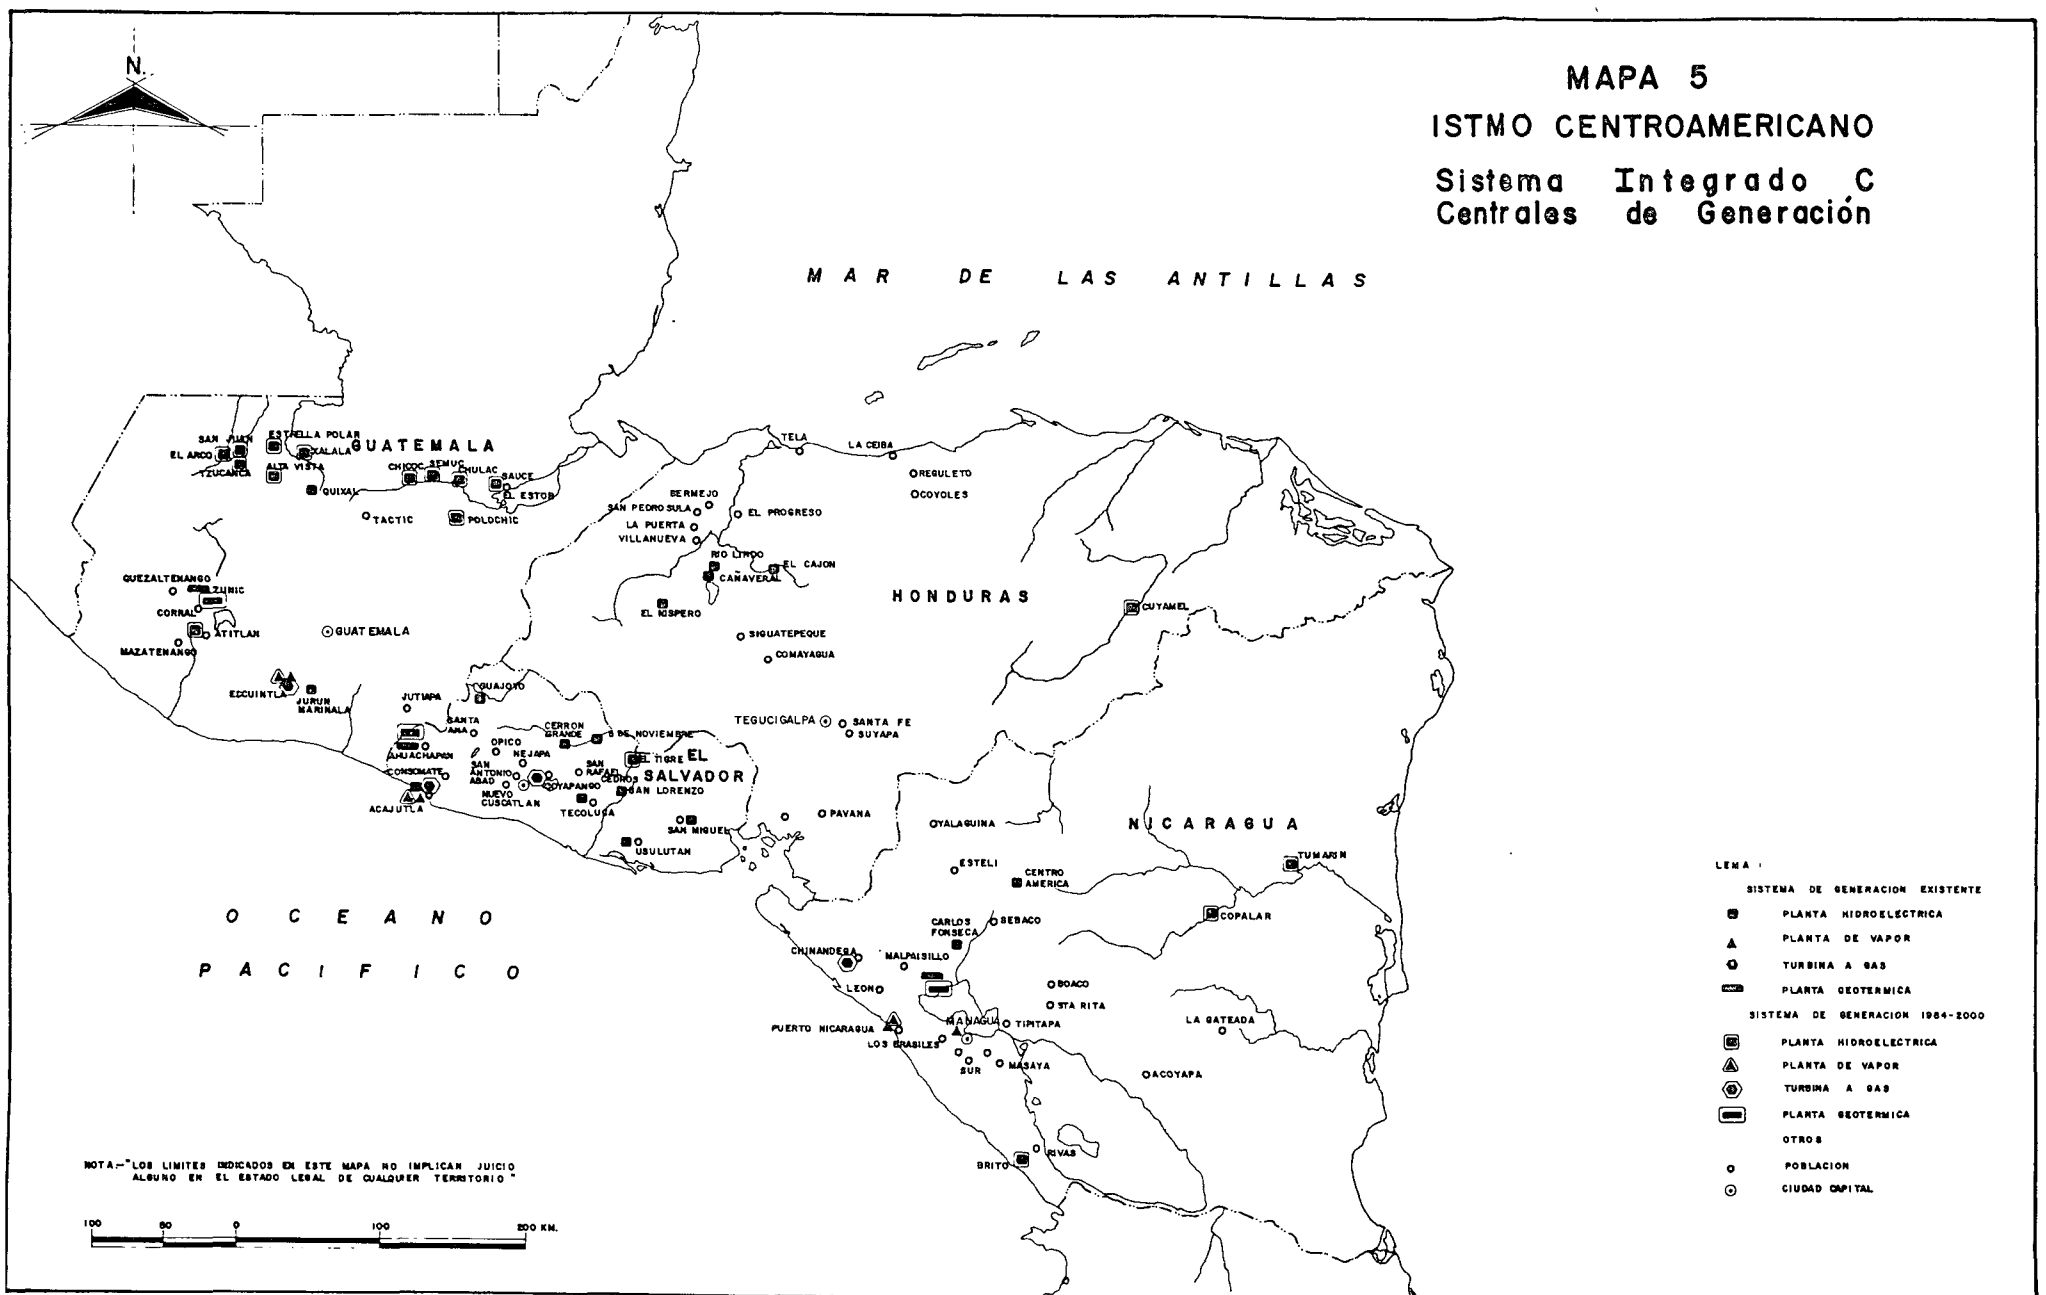 N.
MAPA 5
ISTMO CENTROAMERICANO
Sistema Integrado C
Centrales de Generación
MAR DE LAS ANTILLAS
GUATEMALA
SAN JUAN
ESTRELLA POLAR
EL ARCO
XALALA
TZUCANCA
ALTA VISTA
QUIXAL
CHICOC
SEMUC
CHULAC
SAUCE
EL ESTOR
TACTIC
POLOCHIC
QUEZALTENANGO
ZUNIC
CORRAL
ATITLAN
MAZATENANGO
GUATEMALA
ESCUINTLA
JURUN
MARINALA
JUTIAPA
TELA
LA CEIBA
REGULETO
COYOLES
BERMEJO
SAN PEDRO SULA
EL PROGRESO
LA PUERTA
VILLANUEVA
RIO LINDO
EL CAJON
CAÑAVERAL
EL NISPERO
HONDURAS
CUYAMEL
SIGUATEPEQUE
COMAYAGUA
TEGUCIGALPA
SANTA FE
SUYAPA
PAVANA
GUAJOYO
SANTA
ANA
CERRON
GRANDE
5 DE NOVIEMBRE
OPICO
NEJAPA
AHUACHAPAN
SAN
ANTONIO
ABAD
SAN
RAFAEL
CEDROS
EL TIGRE
EL
SALVADOR
CONSOMATE
NUEVO
CUSCATLAN
SOYAPANGO
SAN LORENZO
ACAJUTLA
TECOLUCA
SAN MIGUEL
USULUTAN
YALAGUINA
NICARAGUA
ESTELI
CENTRO
AMERICA
TUMARIN
COPALAR
CARLOS
FONSECA
SEBACO
CHINANDEGA
MALPAISILLO
LEON
BOACO
STA RITA
PUERTO NICARAGUA
MANAGUA
TIPITAPA
LOS BRASILES
SUR
MASAYA
LA GATEADA
ACOYAPA
RIVAS
BRITO
OCEANO
PACIFICO
LEMA :
SISTEMA DE GENERACION EXISTENTE
PLANTA HIDROELECTRICA
PLANTA DE VAPOR
TURBINA A GAS
PLANTA GEOTERMICA
SISTEMA DE GENERACION 1984-2000
PLANTA HIDROELECTRICA
PLANTA DE VAPOR
TURBINA A GAS
PLANTA GEOTERMICA
OTROS
POBLACION
CIUDAD CAPITAL
NOTA.-"LOS LIMITES INDICADOS EN ESTE MAPA NO IMPLICAN JUICIO
ALGUNO EN EL ESTADO LEGAL DE CUALQUIER TERRITORIO"
100 50 0 100 200 KM.